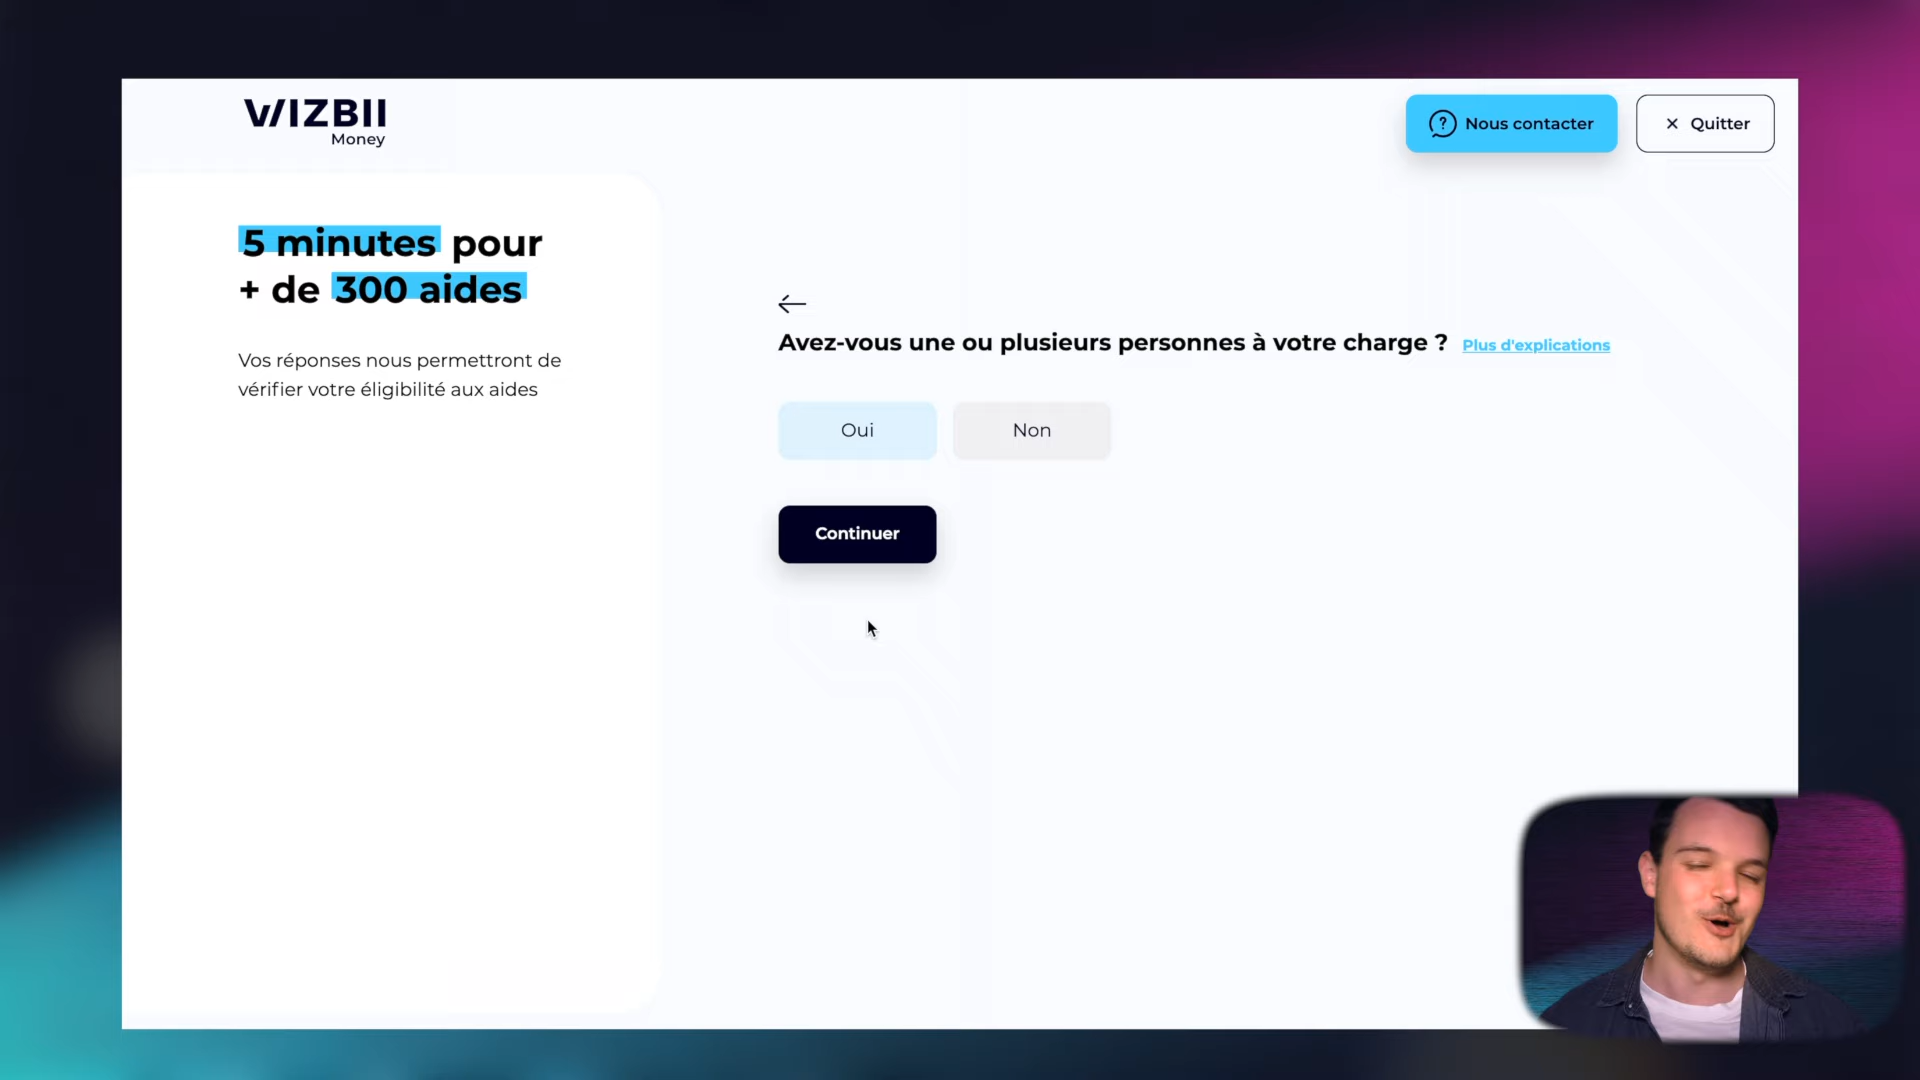 WIZBII
Money
? Nous contacter
× Quitter
5 minutes pour
+ de 300 aides
Vos réponses nous permettront de
vérifier votre éligibilité aux aides
Avez-vous une ou plusieurs personnes à votre charge ? Plus d'explications
Oui
Non
Continuer